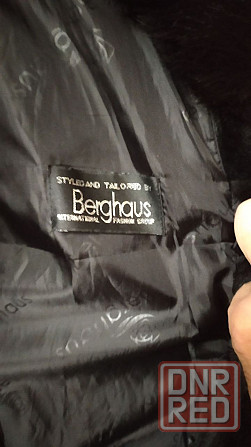 STYLED AND TAILORED BY
Berghaus
INTERNATIONAL FASHION GROUP
DNR
RED